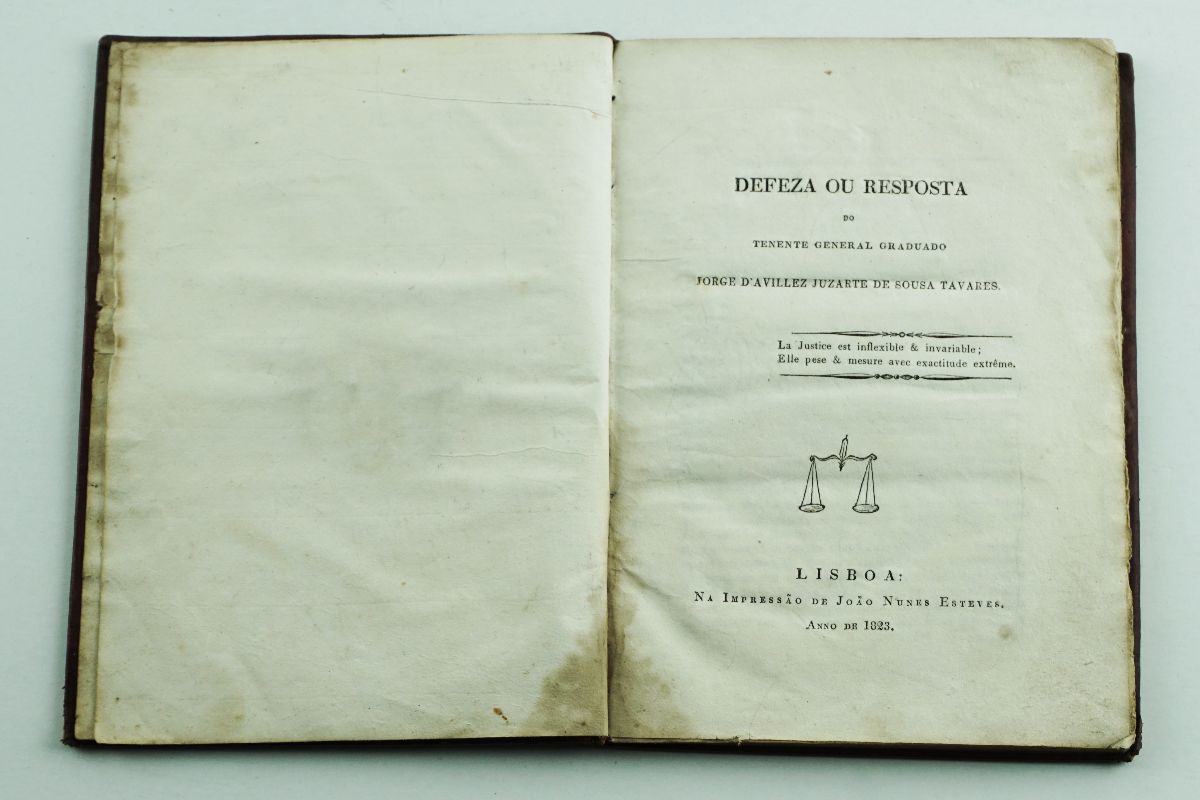 DEFEZA OU RESPOSTA
DO
TENENTE GENERAL GRADUADO
JORGE D'AVILLEZ JUZARTE DE SOUSA TAVARES.
La Justice est inflexible & invariable;
Elle pese & mesure avec exactitude extrême.
LISBOA:
NA IMPRESSÃO DE JOÃO NUNES ESTEVES.
ANNO DE 1823.